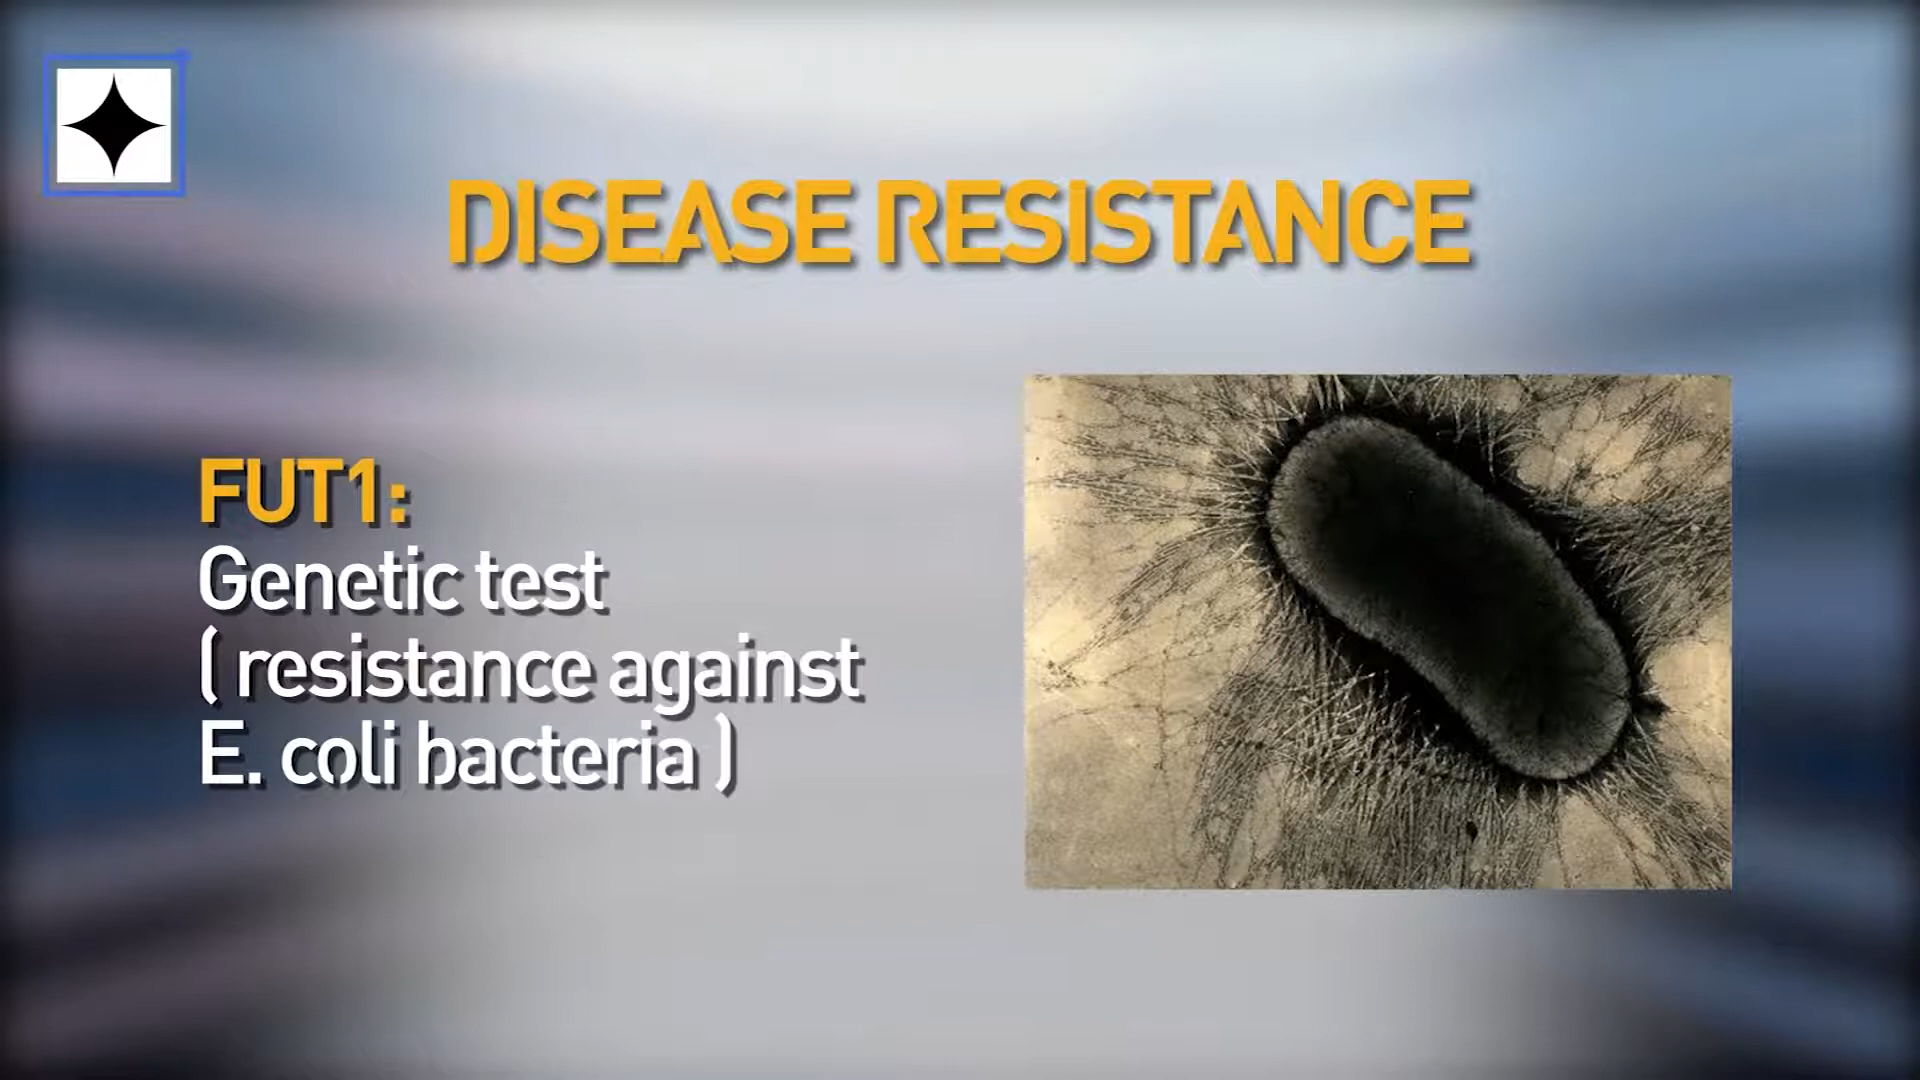 DISEASE RESISTANCE
FUT1:
Genetic test
( resistance against
E. coli bacteria )